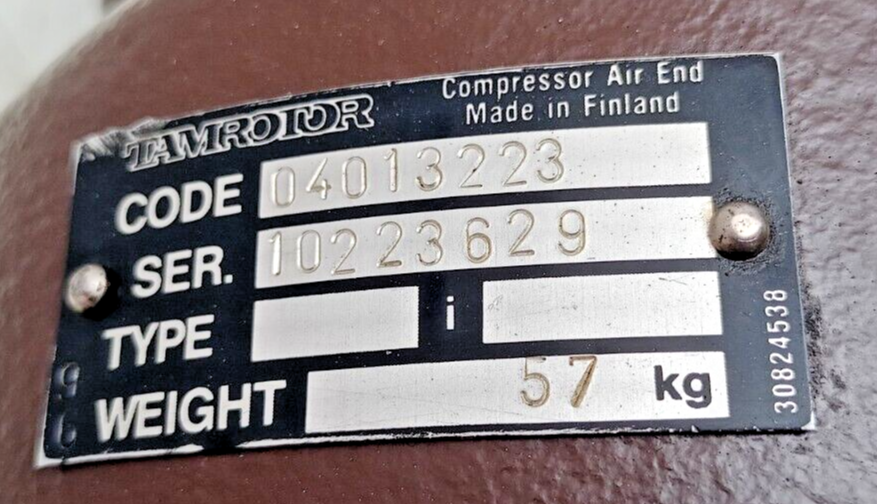 TAMROTOR
Compressor Air End
Made in Finland
CODE 04013223
SER. 10223629
TYPE i
WEIGHT 57 kg
30824538